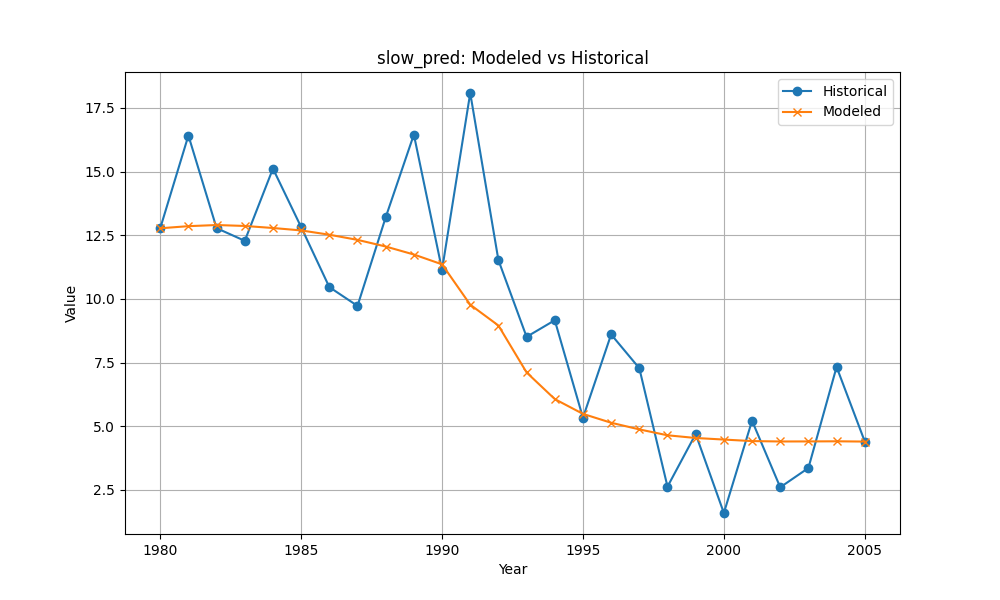 slow_pred: Modeled vs Historical
Historical
Modeled
17.5
15.0
12.5
10.0
7.5
5.0
2.5
Value
1980
1985
1990
1995
2000
2005
Year